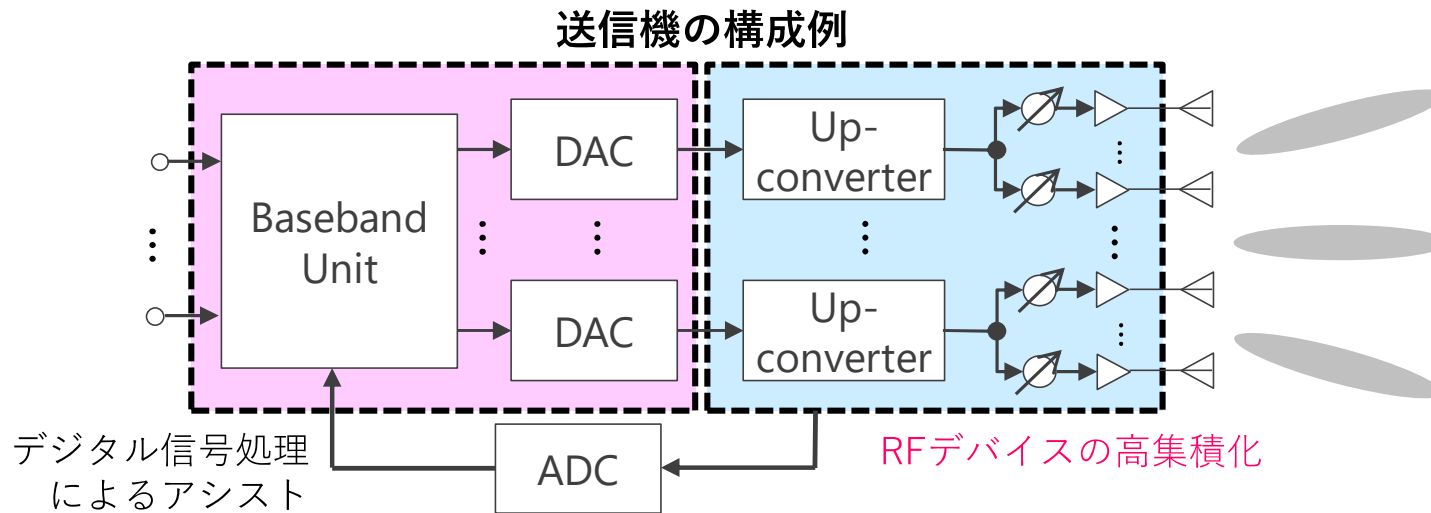 送信機の構成例
Baseband
Unit
DAC
DAC
Up-
converter
Up-
converter
デジタル信号処理
によるアシスト
ADC
RFデバイスの高集積化